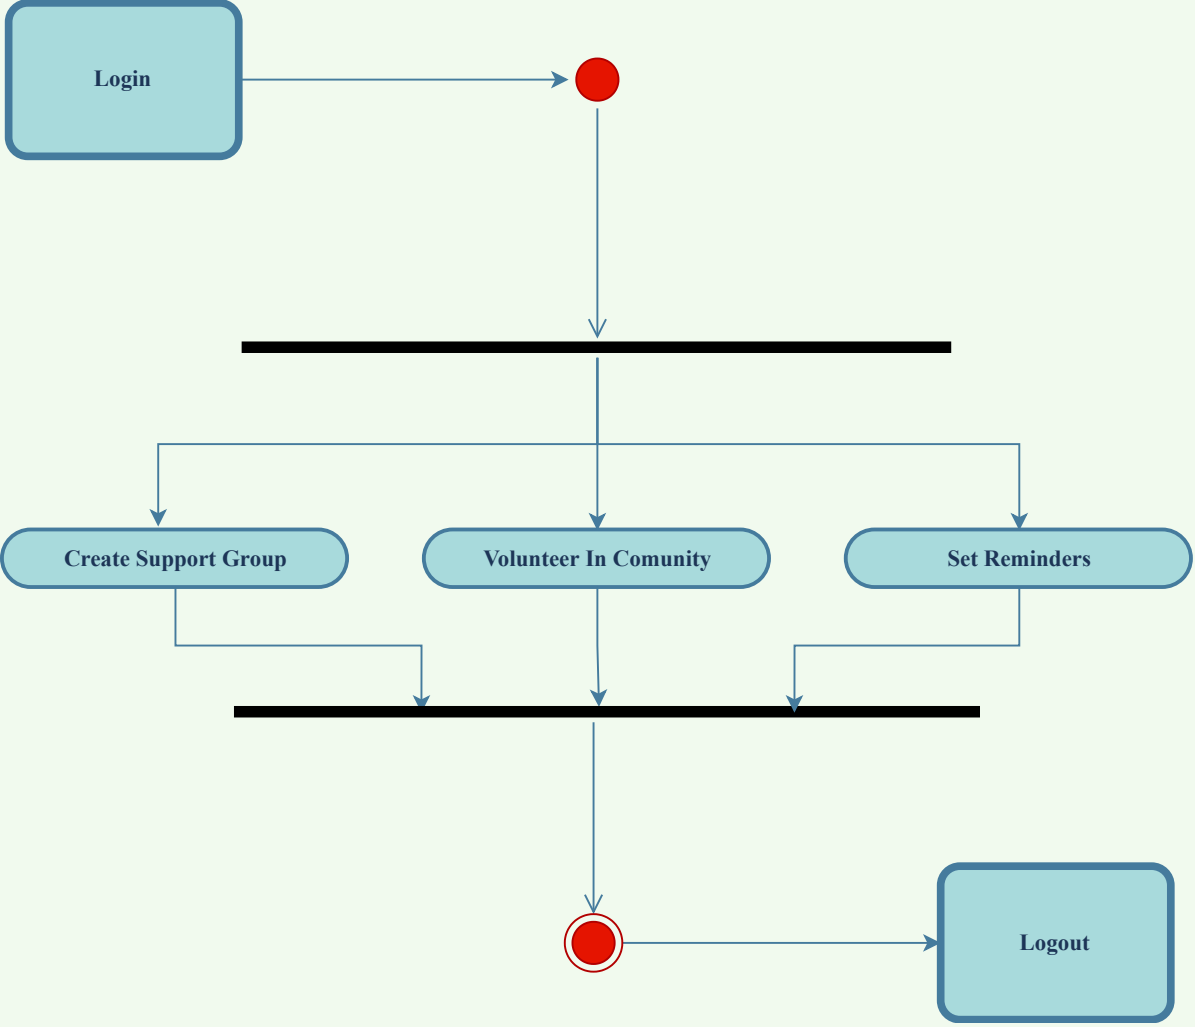 Login
Create Support Group
Volunteer In Comunity
Set Reminders
Logout